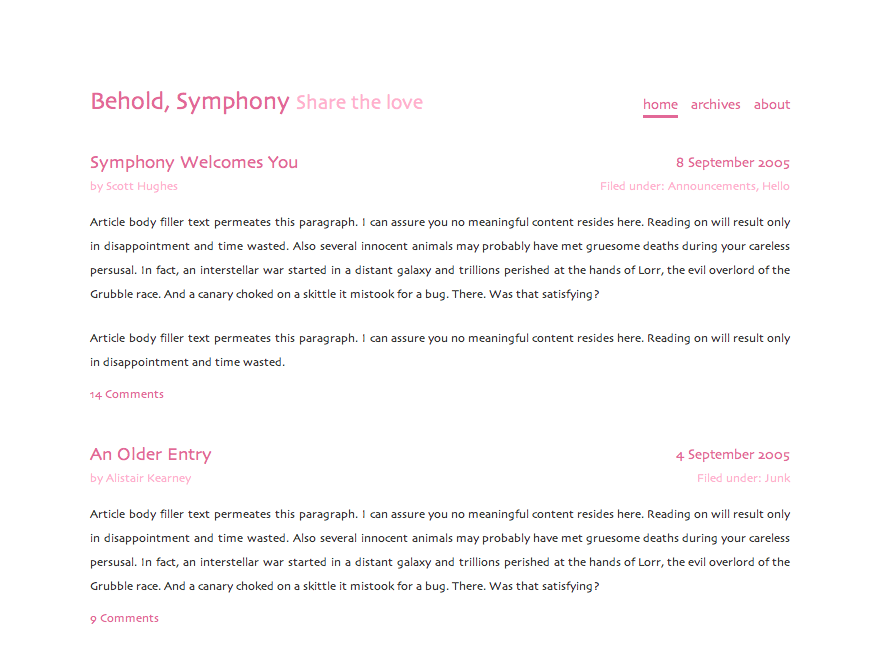 Behold, Symphony Share the love
home archives about
Symphony Welcomes You
8 September 2005
by Scott Hughes
Filed under: Announcements, Hello
Article body filler text permeates this paragraph. I can assure you no meaningful content resides here. Reading on will result only
in disappointment and time wasted. Also several innocent animals may probably have met gruesome deaths during your careless
persusal. In fact, an interstellar war started in a distant galaxy and trillions perished at the hands of Lorr, the evil overlord of the
Grubble race. And a canary choked on a skittle it mistook for a bug. There. Was that satisfying?
Article body filler text permeates this paragraph. I can assure you no meaningful content resides here. Reading on will result only
in disappointment and time wasted.
14 Comments
An Older Entry
4 September 2005
by Alistair Kearney
Filed under: Junk
Article body filler text permeates this paragraph. I can assure you no meaningful content resides here. Reading on will result only
in disappointment and time wasted. Also several innocent animals may probably have met gruesome deaths during your careless
persusal. In fact, an interstellar war started in a distant galaxy and trillions perished at the hands of Lorr, the evil overlord of the
Grubble race. And a canary choked on a skittle it mistook for a bug. There. Was that satisfying?
9 Comments